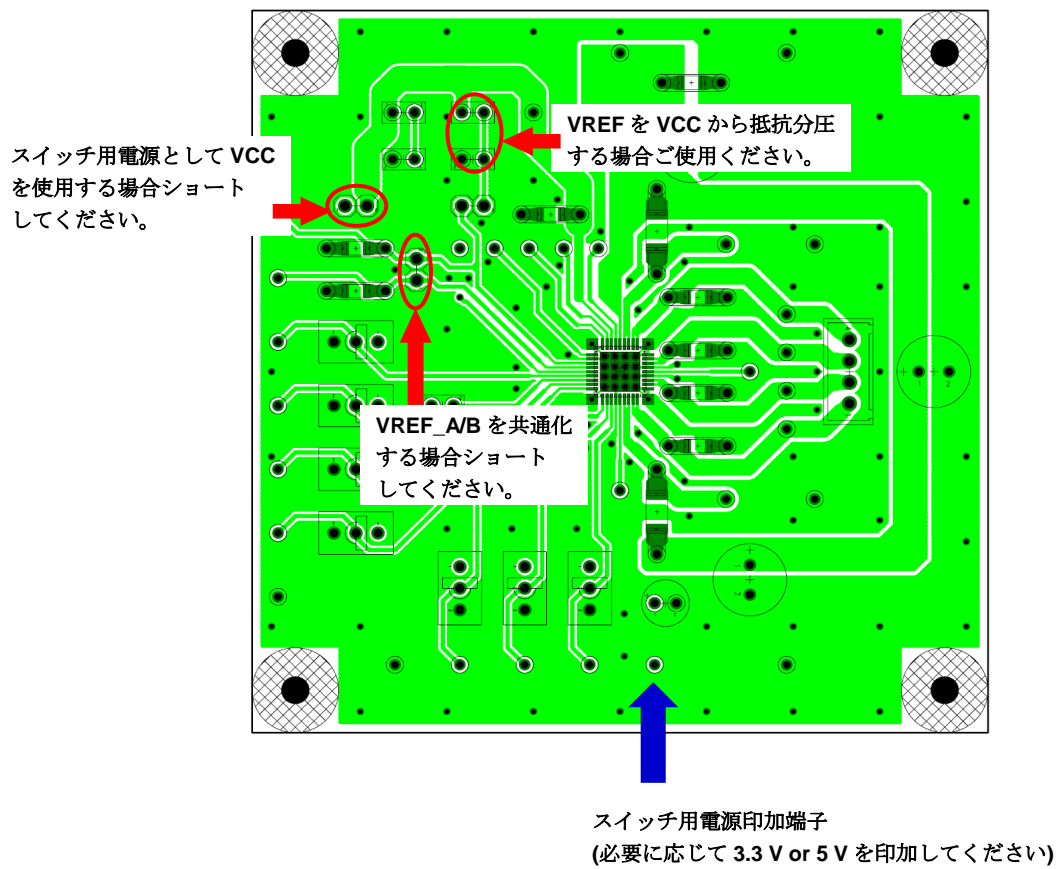 VREF を VCC から抵抗分圧
する場合ご使用ください。
スイッチ用電源として VCC
を使用する場合ショート
してください。
VREF_A/B を共通化
する場合ショート
してください。
スイッチ用電源印加端子
(必要に応じて 3.3 V or 5 V を印加してください)